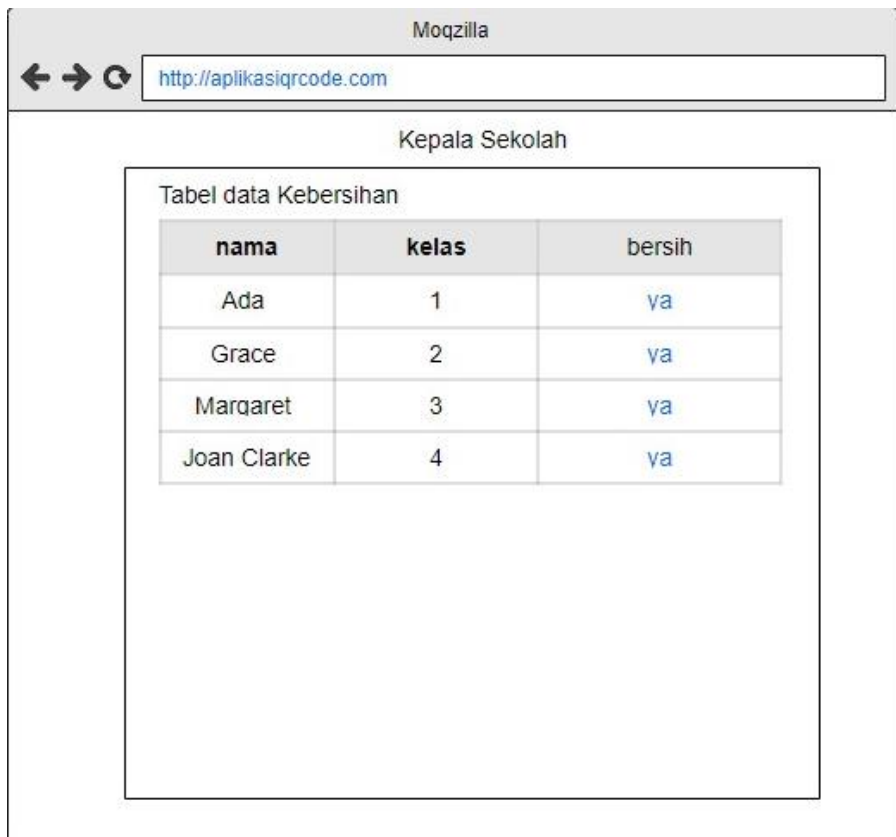 Moqzilla
http://aplikasiqrcode.com
Kepala Sekolah
Tabel data Kebersihan
nama kelas bersih
Ada 1 ya
Grace 2 ya
Margaret 3 ya
Joan Clarke 4 ya